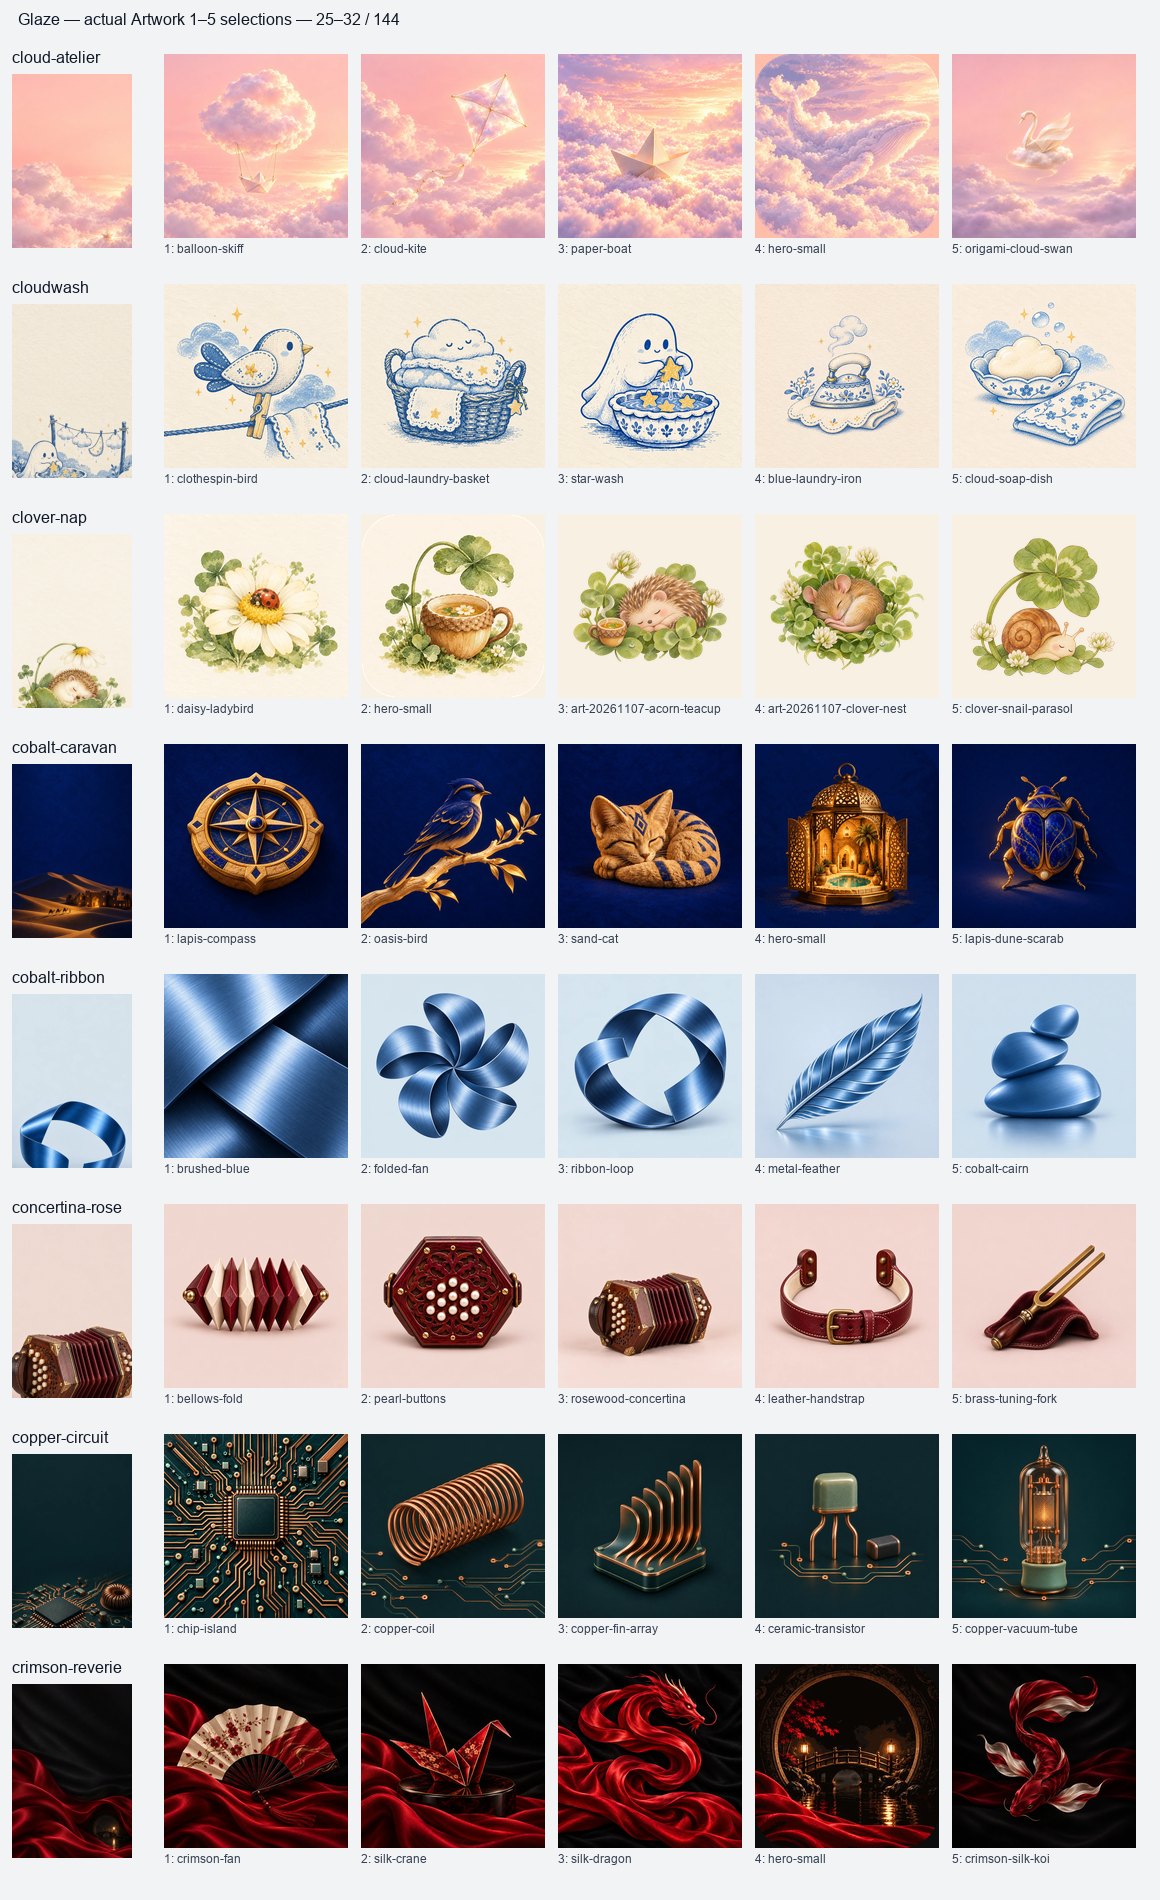 Glaze — actual Artwork 1–5 selections — 25–32 / 144
cloud-atelier
1: balloon-skiff
2: cloud-kite
3: paper-boat
4: hero-small
5: origami-cloud-swan
cloudwash
1: clothespin-bird
2: cloud-laundry-basket
3: star-wash
4: blue-laundry-iron
5: cloud-soap-dish
clover-nap
1: daisy-ladybird
2: hero-small
3: art-20261107-acorn-teacup
4: art-20261107-clover-nest
5: clover-snail-parasol
cobalt-caravan
1: lapis-compass
2: oasis-bird
3: sand-cat
4: hero-small
5: lapis-dune-scarab
cobalt-ribbon
1: brushed-blue
2: folded-fan
3: ribbon-loop
4: metal-feather
5: cobalt-cairn
concertina-rose
1: bellows-fold
2: pearl-buttons
3: rosewood-concertina
4: leather-handstrap
5: brass-tuning-fork
copper-circuit
1: chip-island
2: copper-coil
3: copper-fin-array
4: ceramic-transistor
5: copper-vacuum-tube
crimson-reverie
1: crimson-fan
2: silk-crane
3: silk-dragon
4: hero-small
5: crimson-silk-koi